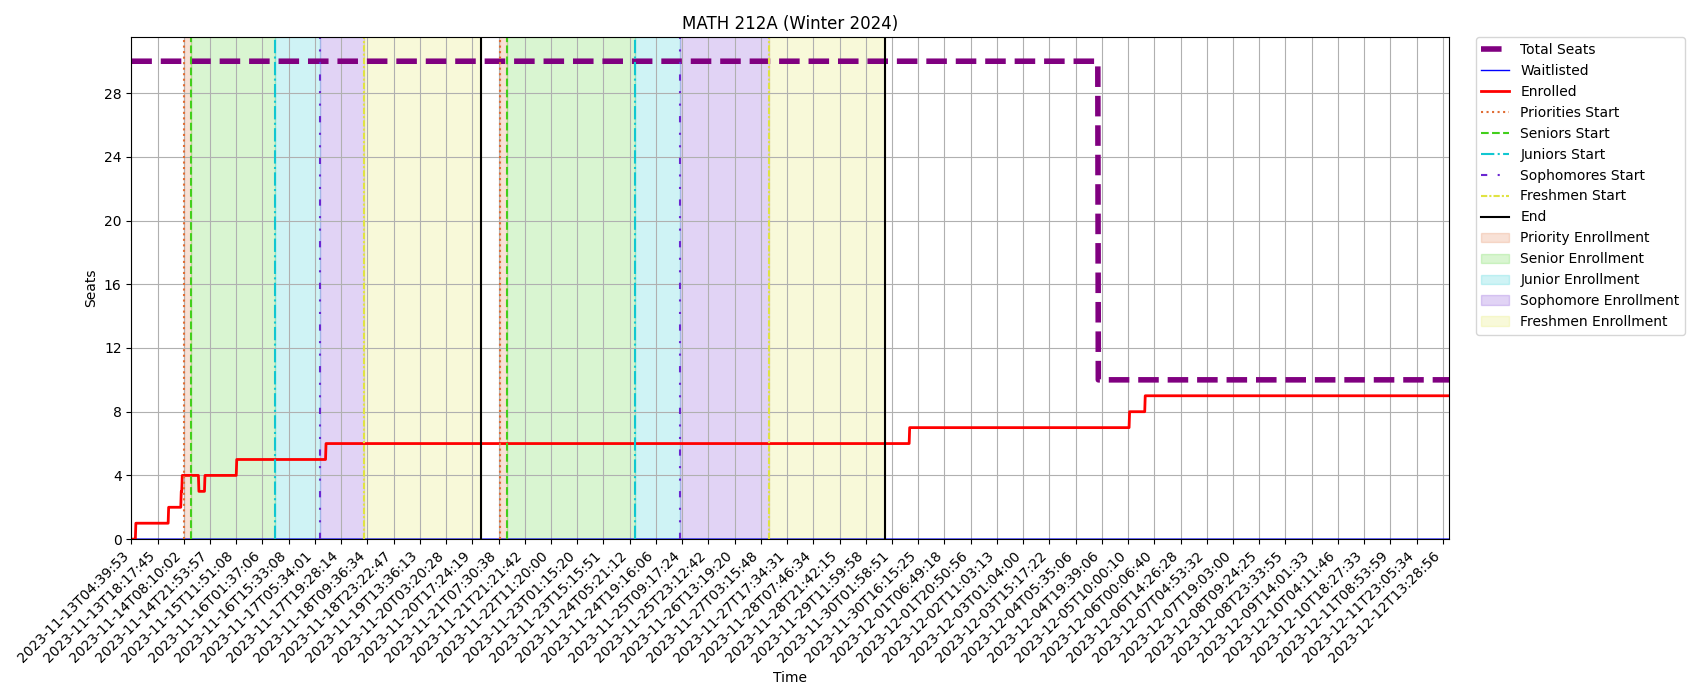 MATH 212A (Winter 2024)
Total Seats
Waitlisted
Enrolled
Priorities Start
Seniors Start
Juniors Start
Sophomores Start
Freshmen Start
End
Priority Enrollment
Senior Enrollment
Junior Enrollment
Sophomore Enrollment
Freshmen Enrollment
Seats
28
24
20
16
12
8
4
0
2023-11-13T04:39:53
2023-11-13T18:17:45
2023-11-14T08:10:02
2023-11-14T21:53:57
2023-11-15T11:51:08
2023-11-16T01:37:06
2023-11-16T15:33:08
2023-11-17T05:34:01
2023-11-17T19:28:14
2023-11-18T09:36:34
2023-11-18T23:22:47
2023-11-19T13:36:13
2023-11-20T03:20:28
2023-11-20T17:24:19
2023-11-21T07:30:38
2023-11-21T21:21:42
2023-11-22T11:20:00
2023-11-23T01:15:20
2023-11-23T15:15:51
2023-11-24T05:21:12
2023-11-24T19:16:06
2023-11-25T09:17:24
2023-11-25T23:12:42
2023-11-26T13:19:20
2023-11-27T03:15:48
2023-11-27T17:34:31
2023-11-28T07:46:34
2023-11-28T21:42:15
2023-11-29T11:59:58
2023-11-30T01:58:51
2023-11-30T16:15:25
2023-12-01T06:49:18
2023-12-01T20:50:56
2023-12-02T11:03:13
2023-12-03T01:04:00
2023-12-03T15:17:22
2023-12-04T05:35:06
2023-12-04T19:39:06
2023-12-05T10:00:10
2023-12-06T00:06:40
2023-12-06T14:26:28
2023-12-07T04:53:32
2023-12-07T19:03:00
2023-12-08T09:24:25
2023-12-08T23:33:55
2023-12-09T14:01:33
2023-12-10T04:11:46
2023-12-10T18:27:33
2023-12-11T08:53:59
2023-12-11T23:05:34
2023-12-12T13:28:56
Time